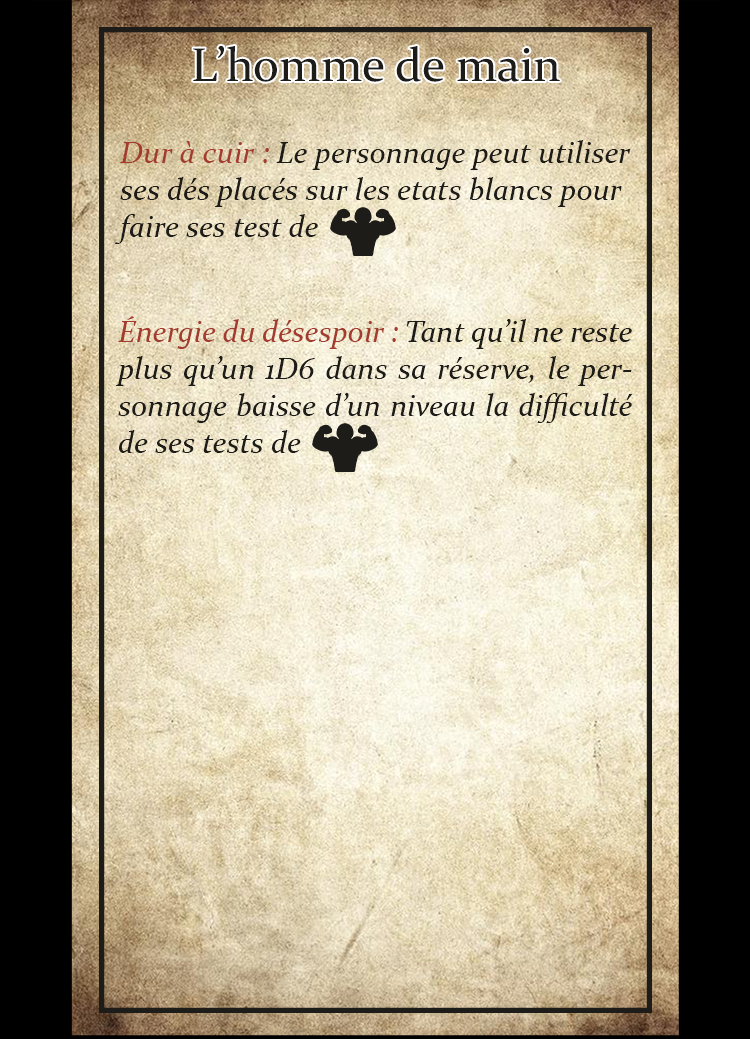 L’homme de main
Dur à cuir : Le personnage peut utiliser
ses dés placés sur les etats blancs pour
faire ses test de
Énergie du désespoir : Tant qu’il ne reste
plus qu’un 1D6 dans sa réserve, le per-
sonnage baisse d’un niveau la difficulté
de ses tests de